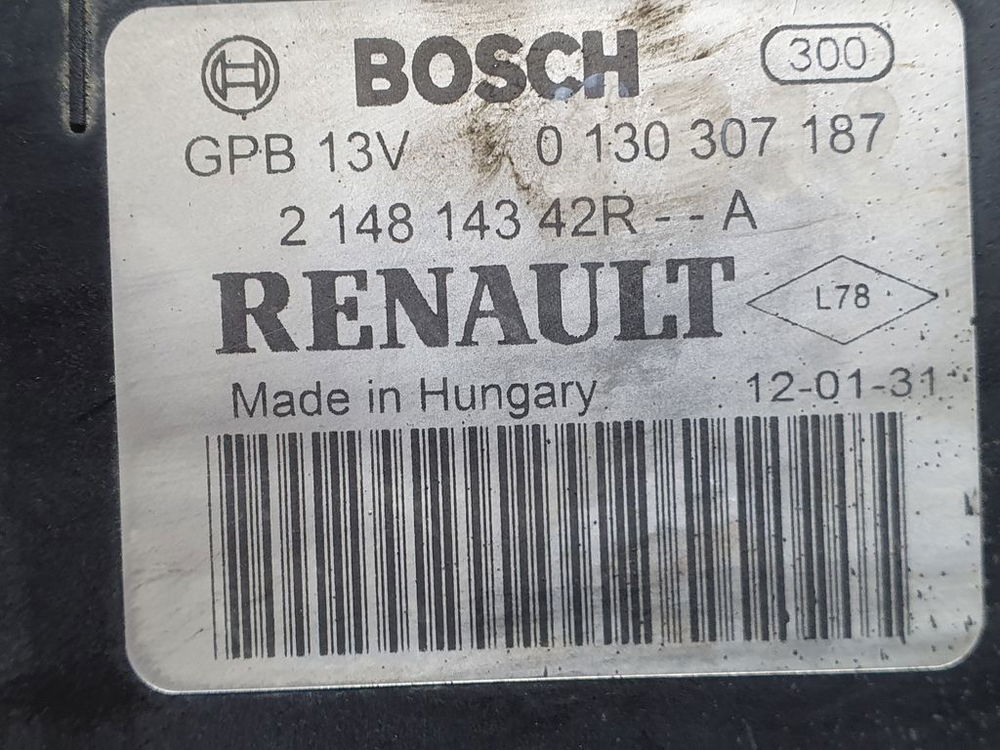 BOSCH 300
GPB 13V 0 130 307 187
2 148 143 42R - - A
RENAULT L78
Made in Hungary 12-01-31